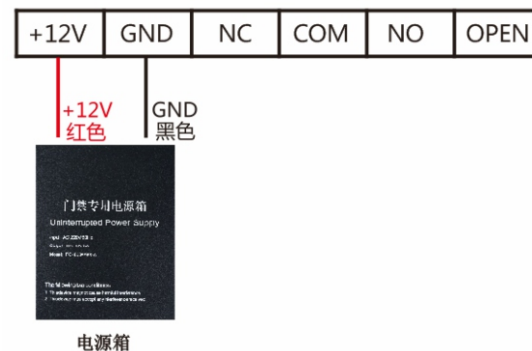 +12V GND NC COM NO OPEN
+12V GND
红色 黑色
门禁专用电源箱
Uninterrupted Power Supply
电源箱